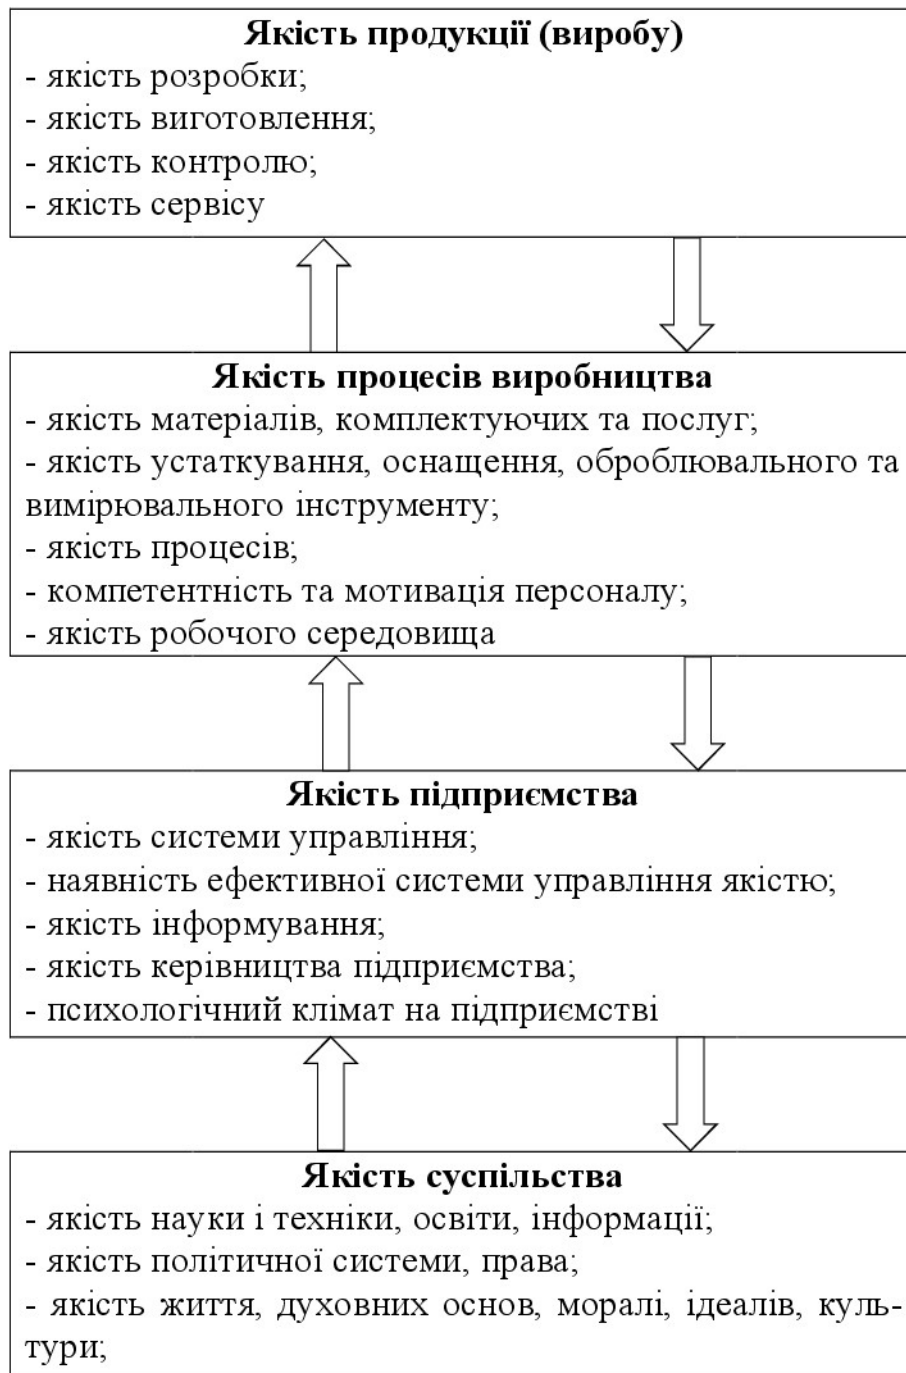 Якість продукції (виробу)
- якість розробки;
- якість виготовлення;
- якість контролю;
- якість сервісу
Якість процесів виробництва
- якість матеріалів, комплектуючих та послуг;
- якість устаткування, оснащення, оброблювального та
вимірювального інструменту;
- якість процесів;
- компетентність та мотивація персоналу;
- якість робочого середовища
Якість підприємства
- якість системи управління;
- наявність ефективної системи управління якістю;
- якість інформування;
- якість керівництва підприємства;
- психологічний клімат на підприємстві
Якість суспільства
- якість науки і техніки, освіти, інформації;
- якість політичної системи, права;
- якість життя, духовних основ, моралі, ідеалів, куль-
тури;